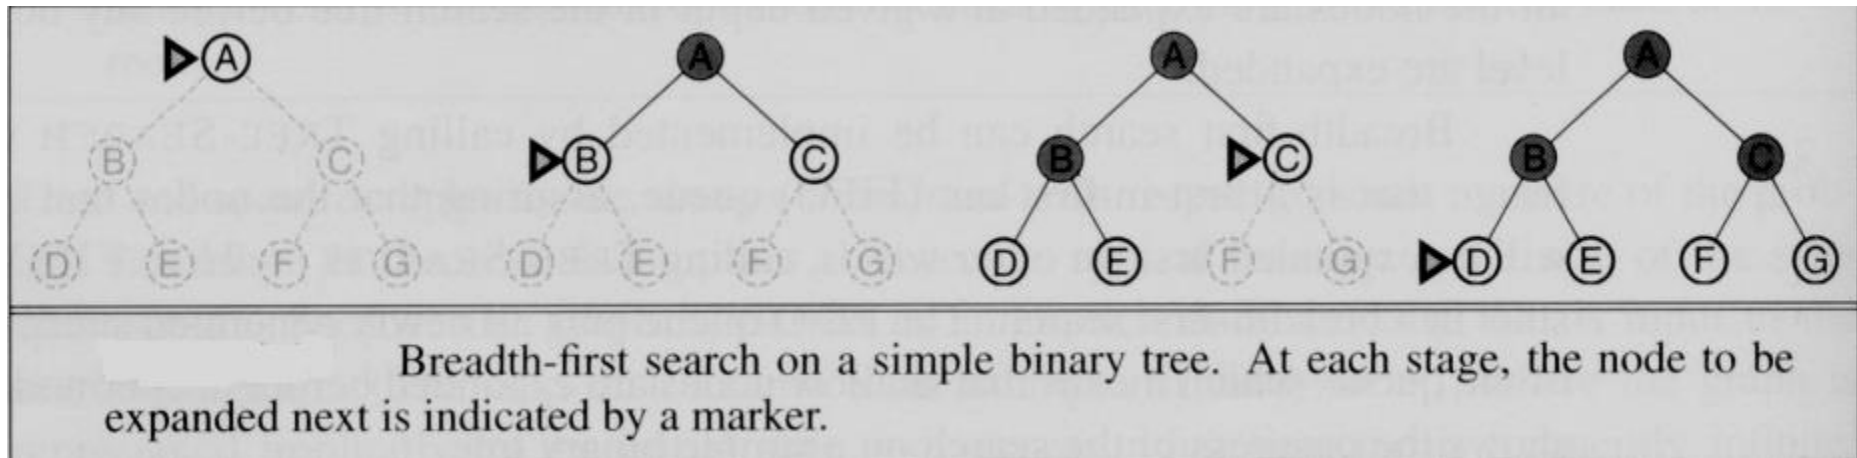 A A A A
B C B C B C B C
D E F G D E F G D E F G D E F G
Breadth-first search on a simple binary tree. At each stage, the node to be
expanded next is indicated by a marker.